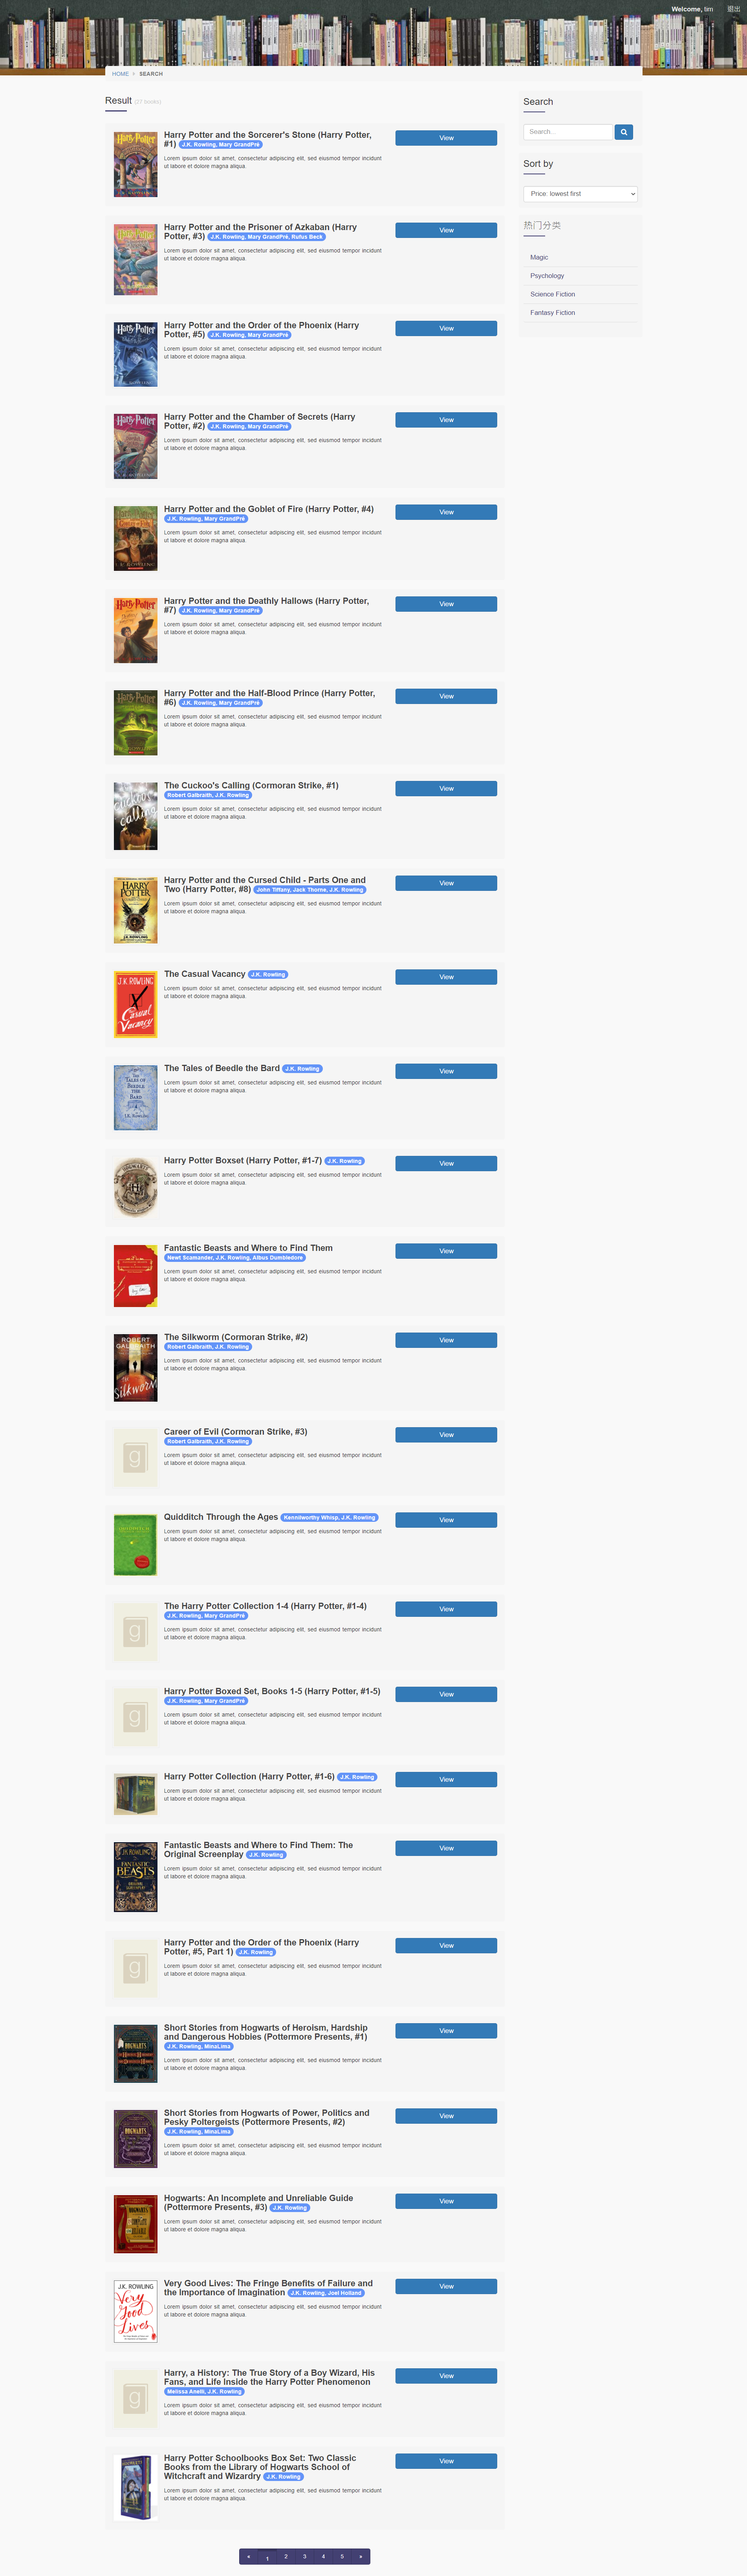 Welcome, tim 退出
HOME > SEARCH
Result (27 books)
Harry Potter and the Sorcerer's Stone (Harry Potter,
#1) J.K. Rowling, Mary GrandPré
Lorem ipsum dolor sit amet, consectetur adipiscing elit, sed eiusmod tempor incidunt
ut labore et dolore magna aliqua.
View
Harry Potter and the Prisoner of Azkaban (Harry
Potter, #3) J.K. Rowling, Mary GrandPré, Rufus Beck
Lorem ipsum dolor sit amet, consectetur adipiscing elit, sed eiusmod tempor incidunt
ut labore et dolore magna aliqua.
View
Harry Potter and the Order of the Phoenix (Harry
Potter, #5) J.K. Rowling, Mary GrandPré
Lorem ipsum dolor sit amet, consectetur adipiscing elit, sed eiusmod tempor incidunt
ut labore et dolore magna aliqua.
View
Harry Potter and the Chamber of Secrets (Harry
Potter, #2) J.K. Rowling, Mary GrandPré
Lorem ipsum dolor sit amet, consectetur adipiscing elit, sed eiusmod tempor incidunt
ut labore et dolore magna aliqua.
View
Harry Potter and the Goblet of Fire (Harry Potter, #4)
J.K. Rowling, Mary GrandPré
Lorem ipsum dolor sit amet, consectetur adipiscing elit, sed eiusmod tempor incidunt
ut labore et dolore magna aliqua.
View
Harry Potter and the Deathly Hallows (Harry Potter,
#7) J.K. Rowling, Mary GrandPré
Lorem ipsum dolor sit amet, consectetur adipiscing elit, sed eiusmod tempor incidunt
ut labore et dolore magna aliqua.
View
Harry Potter and the Half-Blood Prince (Harry Potter,
#6) J.K. Rowling, Mary GrandPré
Lorem ipsum dolor sit amet, consectetur adipiscing elit, sed eiusmod tempor incidunt
ut labore et dolore magna aliqua.
View
The Cuckoo's Calling (Cormoran Strike, #1)
Robert Galbraith, J.K. Rowling
Lorem ipsum dolor sit amet, consectetur adipiscing elit, sed eiusmod tempor incidunt
ut labore et dolore magna aliqua.
View
Harry Potter and the Cursed Child - Parts One and
Two (Harry Potter, #8) John Tiffany, Jack Thorne, J.K. Rowling
Lorem ipsum dolor sit amet, consectetur adipiscing elit, sed eiusmod tempor incidunt
ut labore et dolore magna aliqua.
View
The Casual Vacancy J.K. Rowling
Lorem ipsum dolor sit amet, consectetur adipiscing elit, sed eiusmod tempor incidunt
ut labore et dolore magna aliqua.
View
The Tales of Beedle the Bard J.K. Rowling
Lorem ipsum dolor sit amet, consectetur adipiscing elit, sed eiusmod tempor incidunt
ut labore et dolore magna aliqua.
View
Harry Potter Boxset (Harry Potter, #1-7) J.K. Rowling
Lorem ipsum dolor sit amet, consectetur adipiscing elit, sed eiusmod tempor incidunt
ut labore et dolore magna aliqua.
View
Fantastic Beasts and Where to Find Them
Newt Scamander, J.K. Rowling, Albus Dumbledore
Lorem ipsum dolor sit amet, consectetur adipiscing elit, sed eiusmod tempor incidunt
ut labore et dolore magna aliqua.
View
The Silkworm (Cormoran Strike, #2)
Robert Galbraith, J.K. Rowling
Lorem ipsum dolor sit amet, consectetur adipiscing elit, sed eiusmod tempor incidunt
ut labore et dolore magna aliqua.
View
Career of Evil (Cormoran Strike, #3)
Robert Galbraith, J.K. Rowling
Lorem ipsum dolor sit amet, consectetur adipiscing elit, sed eiusmod tempor incidunt
ut labore et dolore magna aliqua.
View
Quidditch Through the Ages Kennilworthy Whisp, J.K. Rowling
Lorem ipsum dolor sit amet, consectetur adipiscing elit, sed eiusmod tempor incidunt
ut labore et dolore magna aliqua.
View
The Harry Potter Collection 1-4 (Harry Potter, #1-4)
J.K. Rowling, Mary GrandPré
Lorem ipsum dolor sit amet, consectetur adipiscing elit, sed eiusmod tempor incidunt
ut labore et dolore magna aliqua.
View
Harry Potter Boxed Set, Books 1-5 (Harry Potter, #1-5)
J.K. Rowling, Mary GrandPré
Lorem ipsum dolor sit amet, consectetur adipiscing elit, sed eiusmod tempor incidunt
ut labore et dolore magna aliqua.
View
Harry Potter Collection (Harry Potter, #1-6) J.K. Rowling
Lorem ipsum dolor sit amet, consectetur adipiscing elit, sed eiusmod tempor incidunt
ut labore et dolore magna aliqua.
View
Fantastic Beasts and Where to Find Them: The
Original Screenplay J.K. Rowling
Lorem ipsum dolor sit amet, consectetur adipiscing elit, sed eiusmod tempor incidunt
ut labore et dolore magna aliqua.
View
Harry Potter and the Order of the Phoenix (Harry
Potter, #5, Part 1) J.K. Rowling
Lorem ipsum dolor sit amet, consectetur adipiscing elit, sed eiusmod tempor incidunt
ut labore et dolore magna aliqua.
View
Short Stories from Hogwarts of Heroism, Hardship
and Dangerous Hobbies (Pottermore Presents, #1)
J.K. Rowling, MinaLima
Lorem ipsum dolor sit amet, consectetur adipiscing elit, sed eiusmod tempor incidunt
ut labore et dolore magna aliqua.
View
Short Stories from Hogwarts of Power, Politics and
Pesky Poltergeists (Pottermore Presents, #2)
J.K. Rowling, MinaLima
Lorem ipsum dolor sit amet, consectetur adipiscing elit, sed eiusmod tempor incidunt
ut labore et dolore magna aliqua.
View
Hogwarts: An Incomplete and Unreliable Guide
(Pottermore Presents, #3) J.K. Rowling
Lorem ipsum dolor sit amet, consectetur adipiscing elit, sed eiusmod tempor incidunt
ut labore et dolore magna aliqua.
View
Very Good Lives: The Fringe Benefits of Failure and
the Importance of Imagination J.K. Rowling, Joel Holland
Lorem ipsum dolor sit amet, consectetur adipiscing elit, sed eiusmod tempor incidunt
ut labore et dolore magna aliqua.
View
Harry, a History: The True Story of a Boy Wizard, His
Fans, and Life Inside the Harry Potter Phenomenon
Melissa Anelli, J.K. Rowling
Lorem ipsum dolor sit amet, consectetur adipiscing elit, sed eiusmod tempor incidunt
ut labore et dolore magna aliqua.
View
Harry Potter Schoolbooks Box Set: Two Classic
Books from the Library of Hogwarts School of
Witchcraft and Wizardry J.K. Rowling
Lorem ipsum dolor sit amet, consectetur adipiscing elit, sed eiusmod tempor incidunt
ut labore et dolore magna aliqua.
View
« 1 2 3 4 5 »
Search
Search...
Sort by
Price: lowest first
热门分类
Magic
Psychology
Science Fiction
Fantasy Fiction